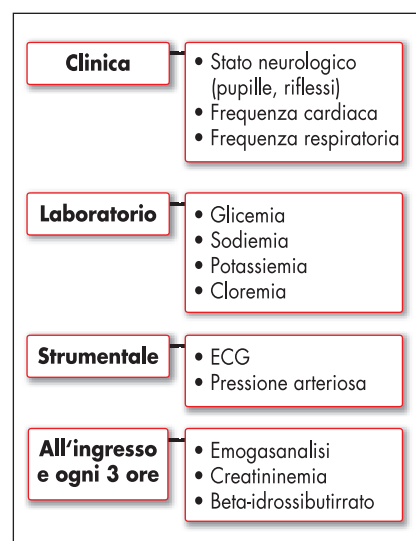 Clinica
• Stato neurologico
(pupille, riflessi)
• Frequenza cardiaca
• Frequenza respiratoria
Laboratorio
• Glicemia
• Sodiemia
• Potassiemia
• Cloremia
Strumentale
• ECG
• Pressione arteriosa
All'ingresso
e ogni 3 ore
• Emogasanalisi
• Creatininemia
• Beta-idrossibutirrato